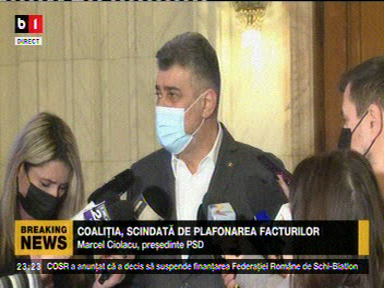 b 1
DIRECT
BREAKING
NEWS
COALIȚIA, SCINDATĂ DE PLAFONAREA FACTURILOR
Marcel Ciolacu, președinte PSD
23:23 COSR a anunțat că a decis să suspende finanțarea Federației Române de Schi-Biatlon